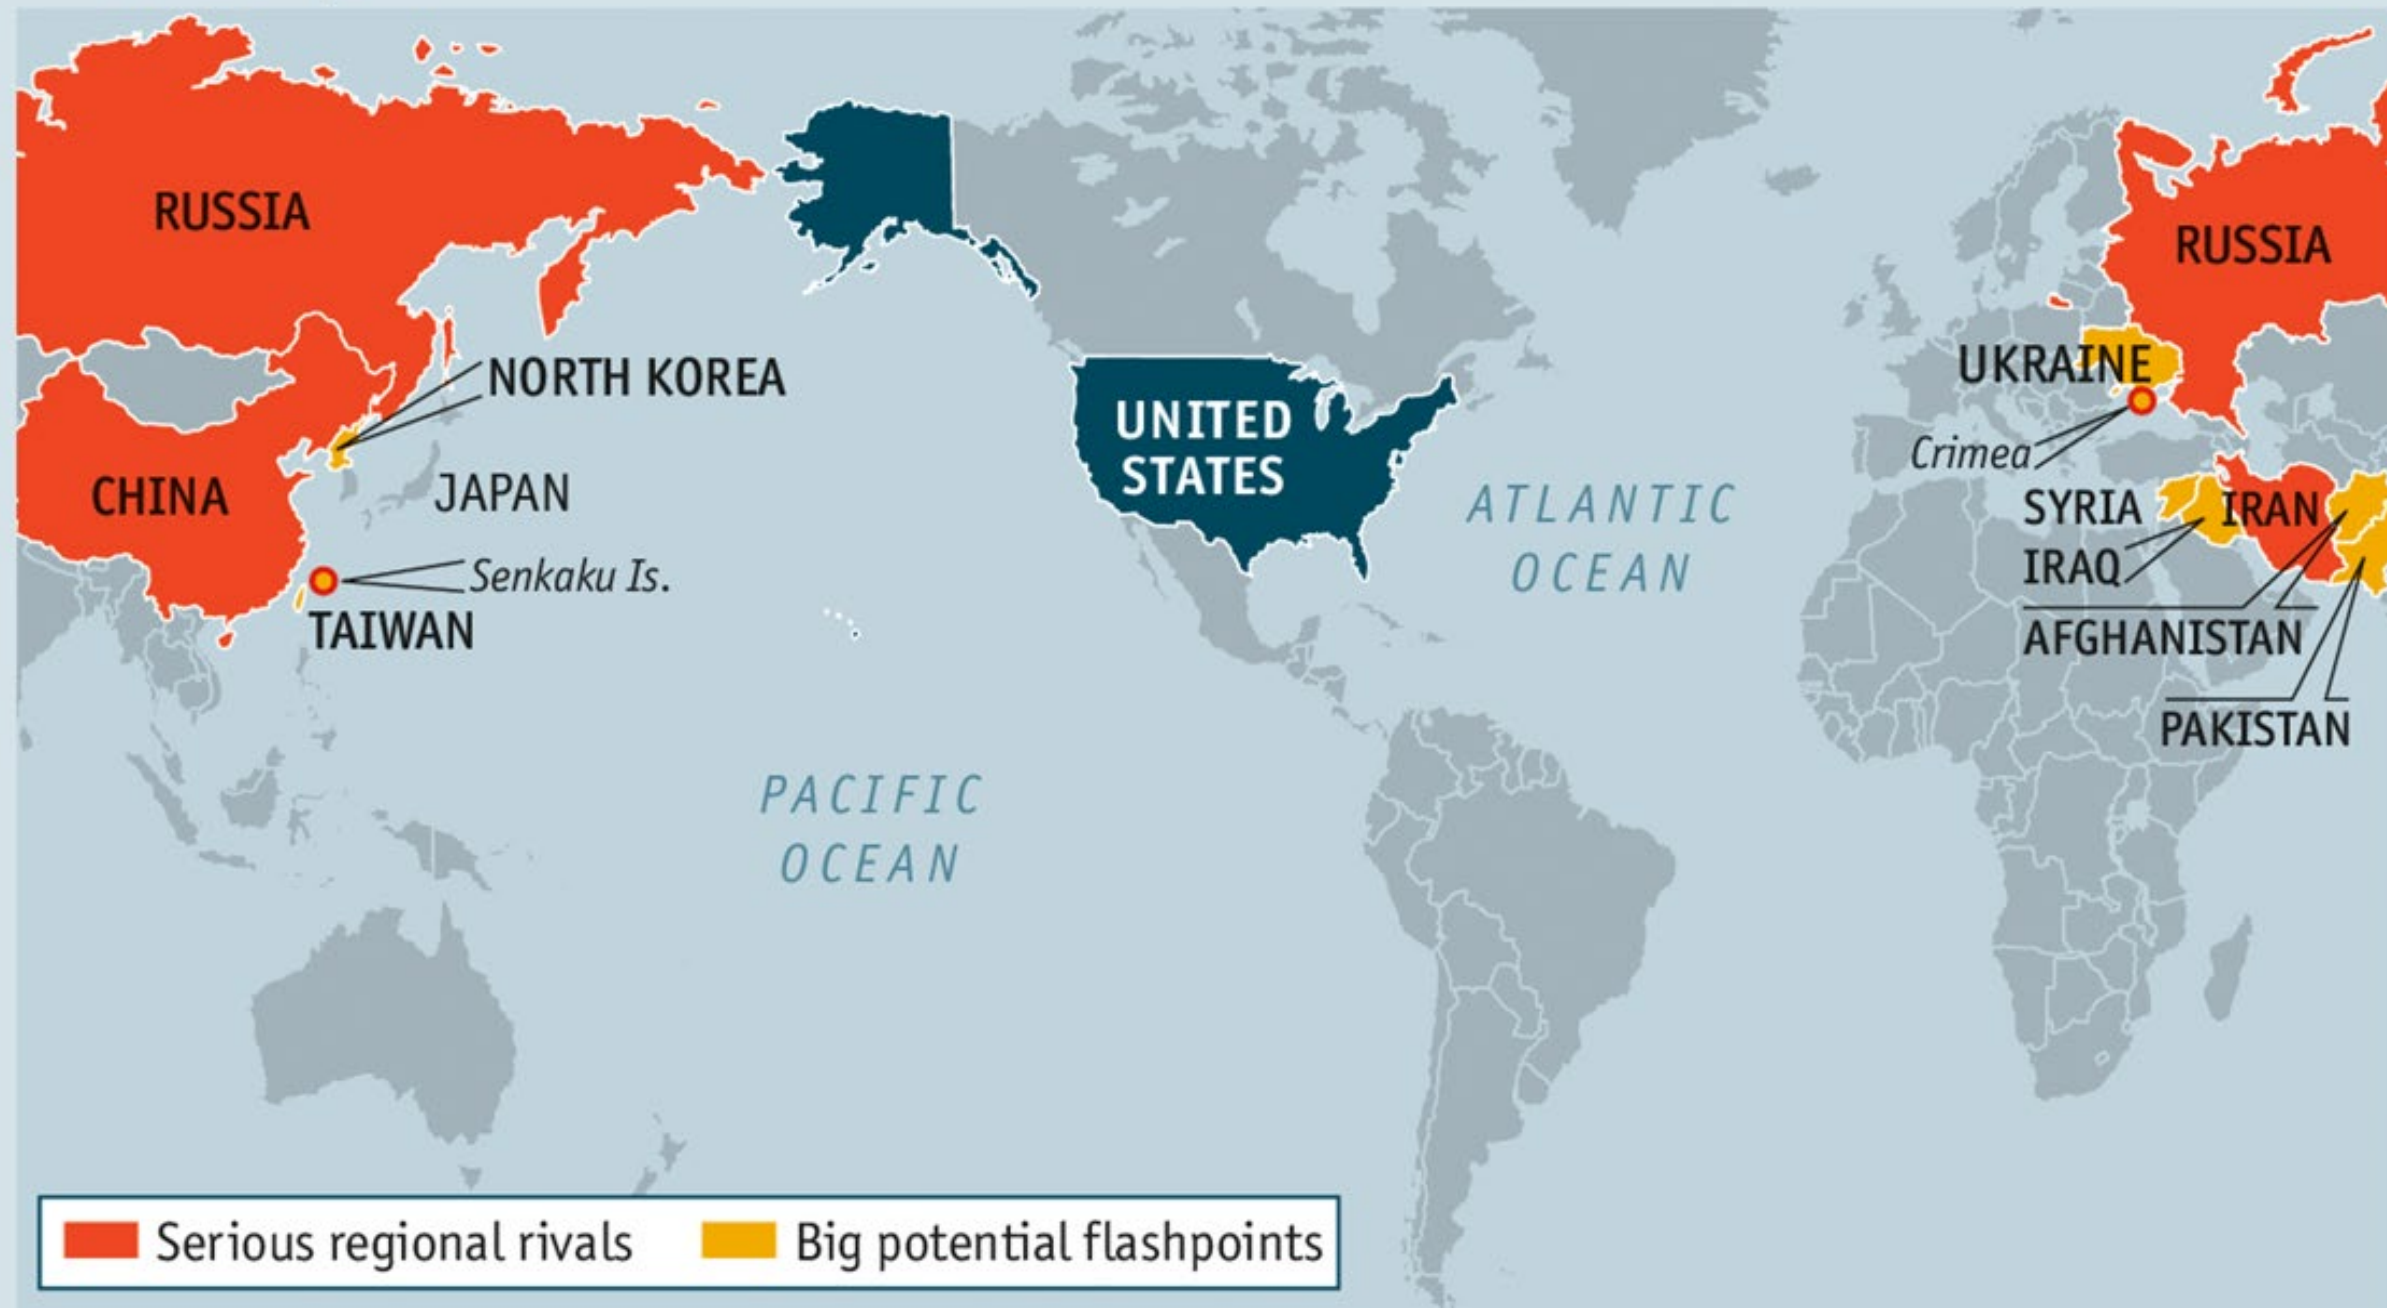 RUSSIA
NORTH KOREA
CHINA
JAPAN
Senkaku Is.
TAIWAN
UNITED
STATES
PACIFIC
OCEAN
ATLANTIC
OCEAN
RUSSIA
UKRAINE
Crimea
SYRIA
IRAN
IRAQ
AFGHANISTAN
PAKISTAN
Serious regional rivals
Big potential flashpoints